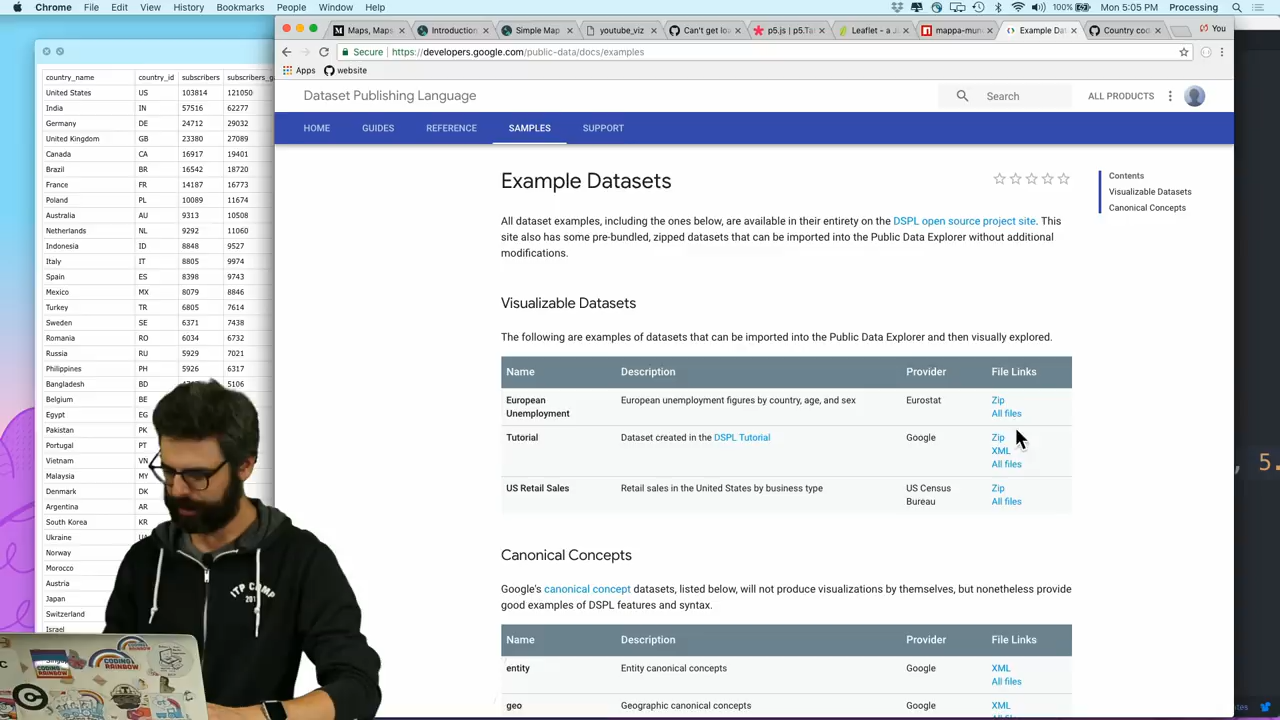 Chrome File Edit View History Bookmarks People Window Help
100% Mon 5:05 PM Processing
Maps, Maps
Introduction
Simple Map
youtube_viz
Can't get lo
p5.js | p5.Ta
Leaflet — a J
mappa-mun
Example Dat
Country co
You
Secure https://developers.google.com/public-data/docs/examples
Apps website
Dataset Publishing Language
Search
ALL PRODUCTS
HOME GUIDES REFERENCE SAMPLES SUPPORT
Example Datasets
All dataset examples, including the ones below, are available in their entirety on the DSPL open source project site. This
site also has some pre-bundled, zipped datasets that can be imported into the Public Data Explorer without additional
modifications.
Contents
Visualizable Datasets
Canonical Concepts
Visualizable Datasets
The following are examples of datasets that can be imported into the Public Data Explorer and then visually explored.
Name Description Provider File Links
European Unemployment European unemployment figures by country, age, and sex Eurostat Zip
All files
Tutorial Dataset created in the DSPL Tutorial Google Zip
XML
All files
US Retail Sales Retail sales in the United States by business type US Census Bureau Zip
All files
Canonical Concepts
Google's canonical concept datasets, listed below, will not produce visualizations by themselves, but nonetheless provide
good examples of DSPL features and syntax.
Name Description Provider File Links
entity Entity canonical concepts Google XML
All files
geo Geographic canonical concepts Google XML
All files
country_name country_id subscribers subscribers_g
United States US 103814 121050
India IN 57516 62277
Germany DE 24712 29032
United Kingdom GB 23380 27089
Canada CA 16917 19401
Brazil BR 16542 18720
France FR 14187 16773
Poland PL 10089 11674
Australia AU 9313 10508
Netherlands NL 9292 11060
Indonesia ID 8848 9527
Italy IT 8805 9974
Spain ES 8398 9743
Mexico MX 8079 8846
Turkey TR 6805 7614
Sweden SE 6371 7438
Romania RO 6034 6732
Russia RU 5929 7021
Philippines PH 5926 6317
Bangladesh BD 5106
Belgium BE
Egypt EG
Pakistan PK
Portugal PT
Vietnam VN
Malaysia MY
Denmark DK
Argentina AR
South Korea KR
Ukraine
Norway
Morocco
Austria
Japan
Switzerland
Israel
, 5.
ITP CAMP
201
CODING
RAINBOW
CODING
RAINBOW